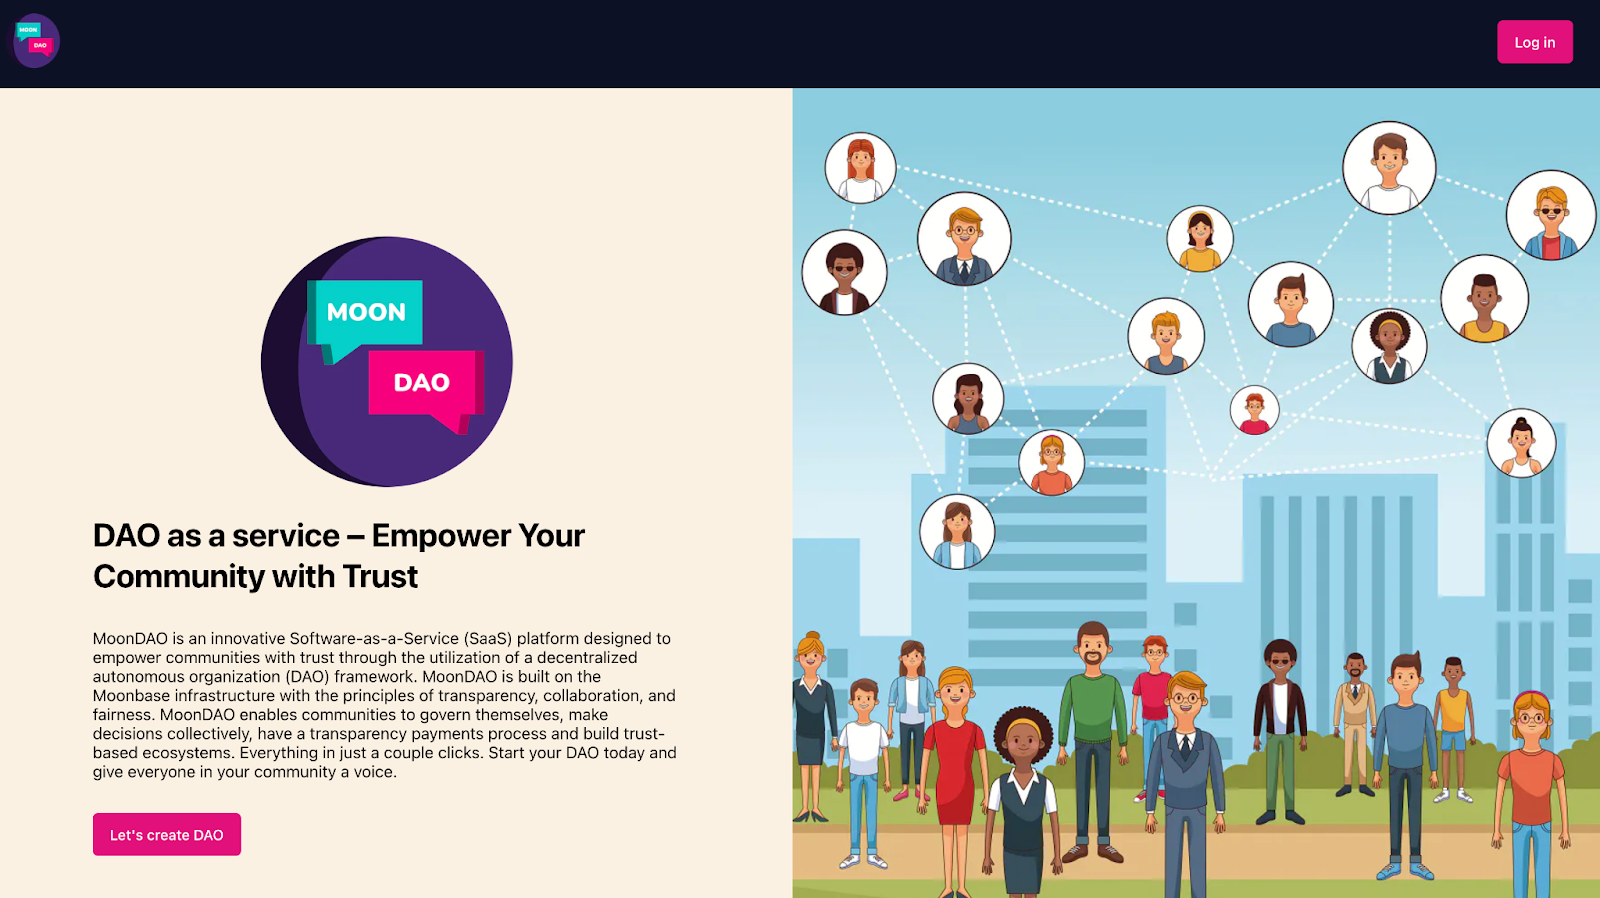 MOON
DAO
Log in
MOON
DAO
DAO as a service – Empower Your
Community with Trust
MoonDAO is an innovative Software-as-a-Service (SaaS) platform designed to
empower communities with trust through the utilization of a decentralized
autonomous organization (DAO) framework. MoonDAO is built on the
Moonbase infrastructure with the principles of transparency, collaboration, and
fairness. MoonDAO enables communities to govern themselves, make
decisions collectively, have a transparency payments process and build trust-
based ecosystems. Everything in just a couple clicks. Start your DAO today and
give everyone in your community a voice.
Let's create DAO